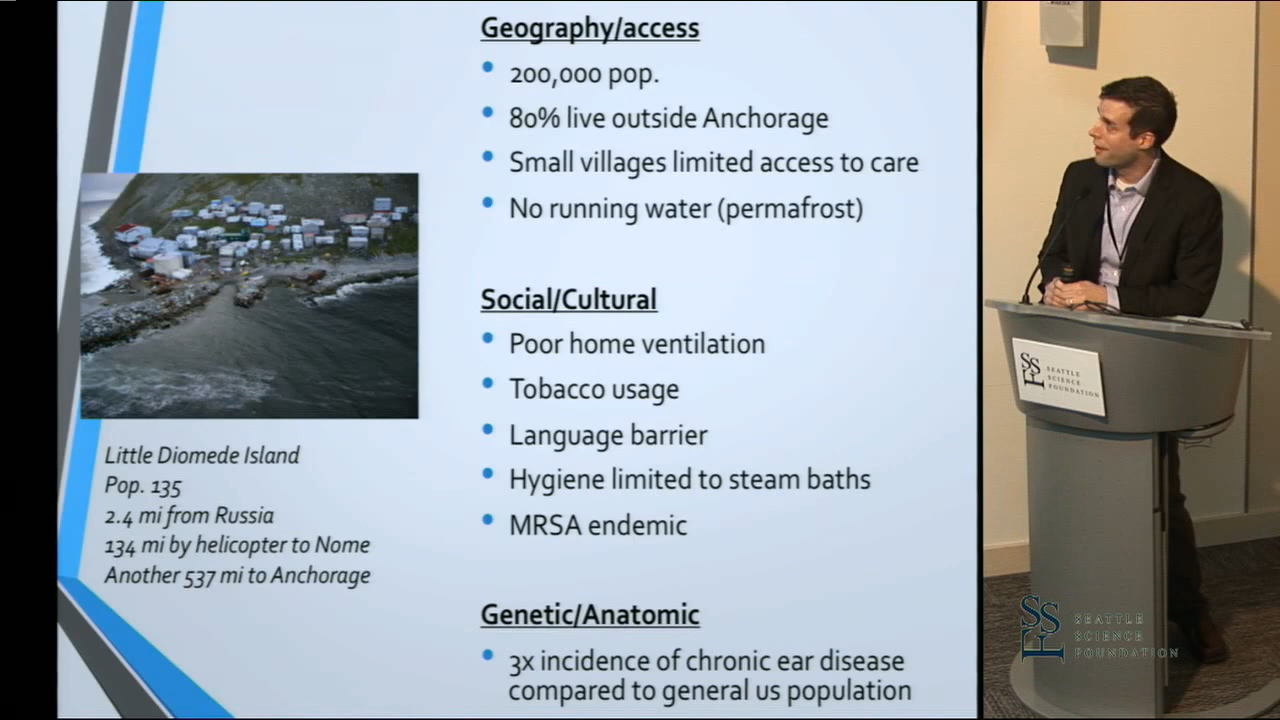 Geography/access
200,000 pop.
80% live outside Anchorage
Small villages limited access to care
No running water (permafrost)
Social/Cultural
Poor home ventilation
Tobacco usage
Language barrier
Hygiene limited to steam baths
MRSA endemic
Genetic/Anatomic
3x incidence of chronic ear disease
compared to general us population
Little Diomede Island
Pop. 135
2.4 mi from Russia
134 mi by helicopter to Nome
Another 537 mi to Anchorage
SSF
SEATTLE
SCIENCE
FOUNDATION
SSF
SEATTLE
SCIENCE
FOUNDATION